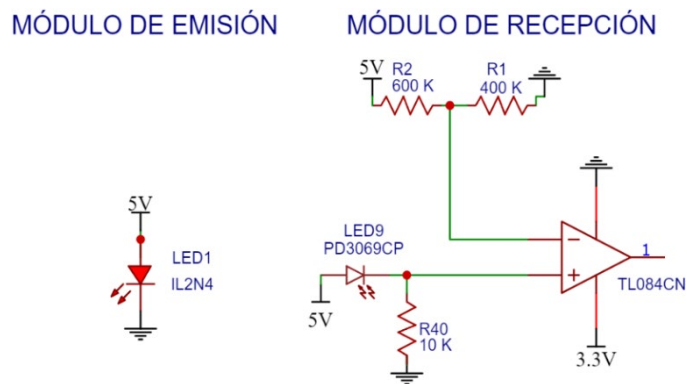 MÓDULO DE EMISIÓN
MÓDULO DE RECEPCIÓN
5V
R2
600 K
R1
400 K
5V
LED1
IL2N4
LED9
PD3069CP
5V
R40
10 K
1
TL084CN
3.3V